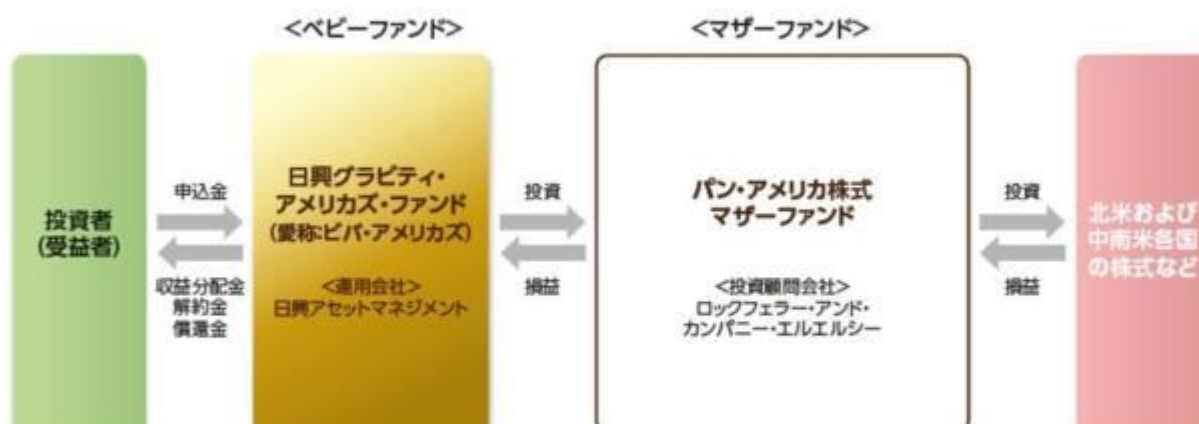 <ベビーファンド>
<マザーファンド>
投資者
(受益者)
申込金
収益分配金
解約金
償還金
日興グラビティ・
アメリカズ・ファンド
(愛称:ビバ・アメリカズ)
<運用会社>
日興アセットマネジメント
投資
損益
パン・アメリカ株式
マザーファンド
<投資顧問会社>
ロックフェラー・アンド・
カンパニー・エルエルシー
投資
損益
北米および
中南米各国
の株式など